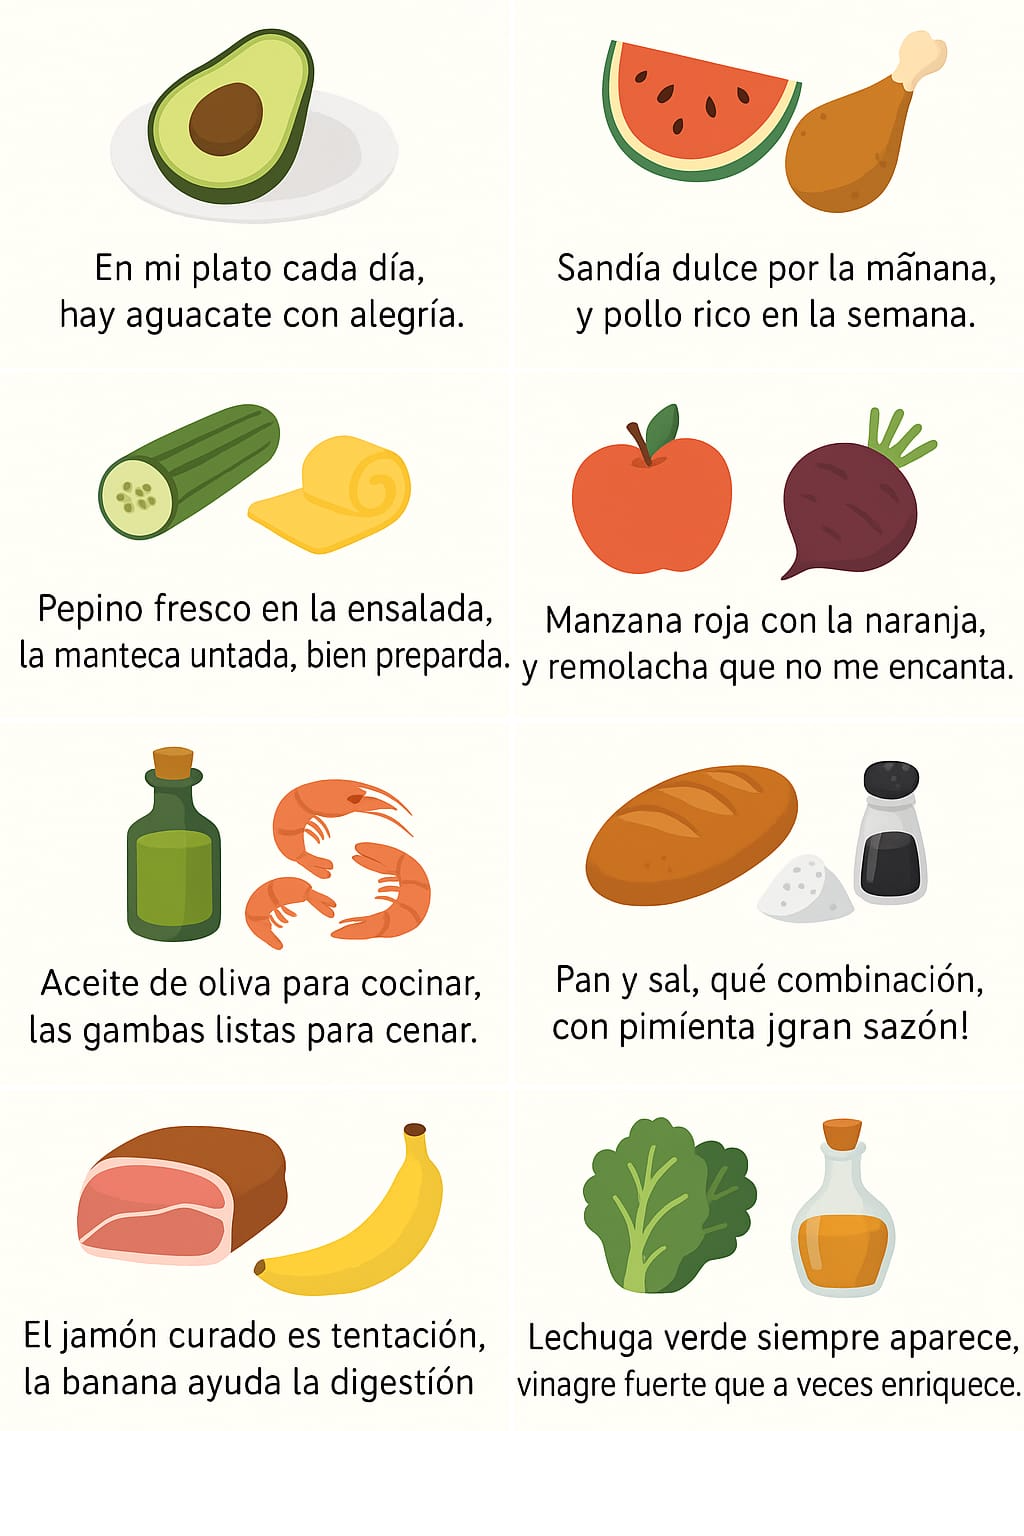 En mi plato cada día,
hay aguacate con alegría.
Sandía dulce por la mãnana,
y pollo rico en la semana.
Pepino fresco en la ensalada,
la manteca untada, bien preparda.
Manzana roja con la naranja,
y remolacha que no me encanta.
Aceite de oliva para cocinar,
las gambas listas para cenar.
Pan y sal, qué combinación,
con pimíenta ¡gran sazón!
El jamón curado es tentación,
la banana ayuda la digestíón
Lechuga verde siempre aparece,
vinagre fuerte que a veces enriquece.